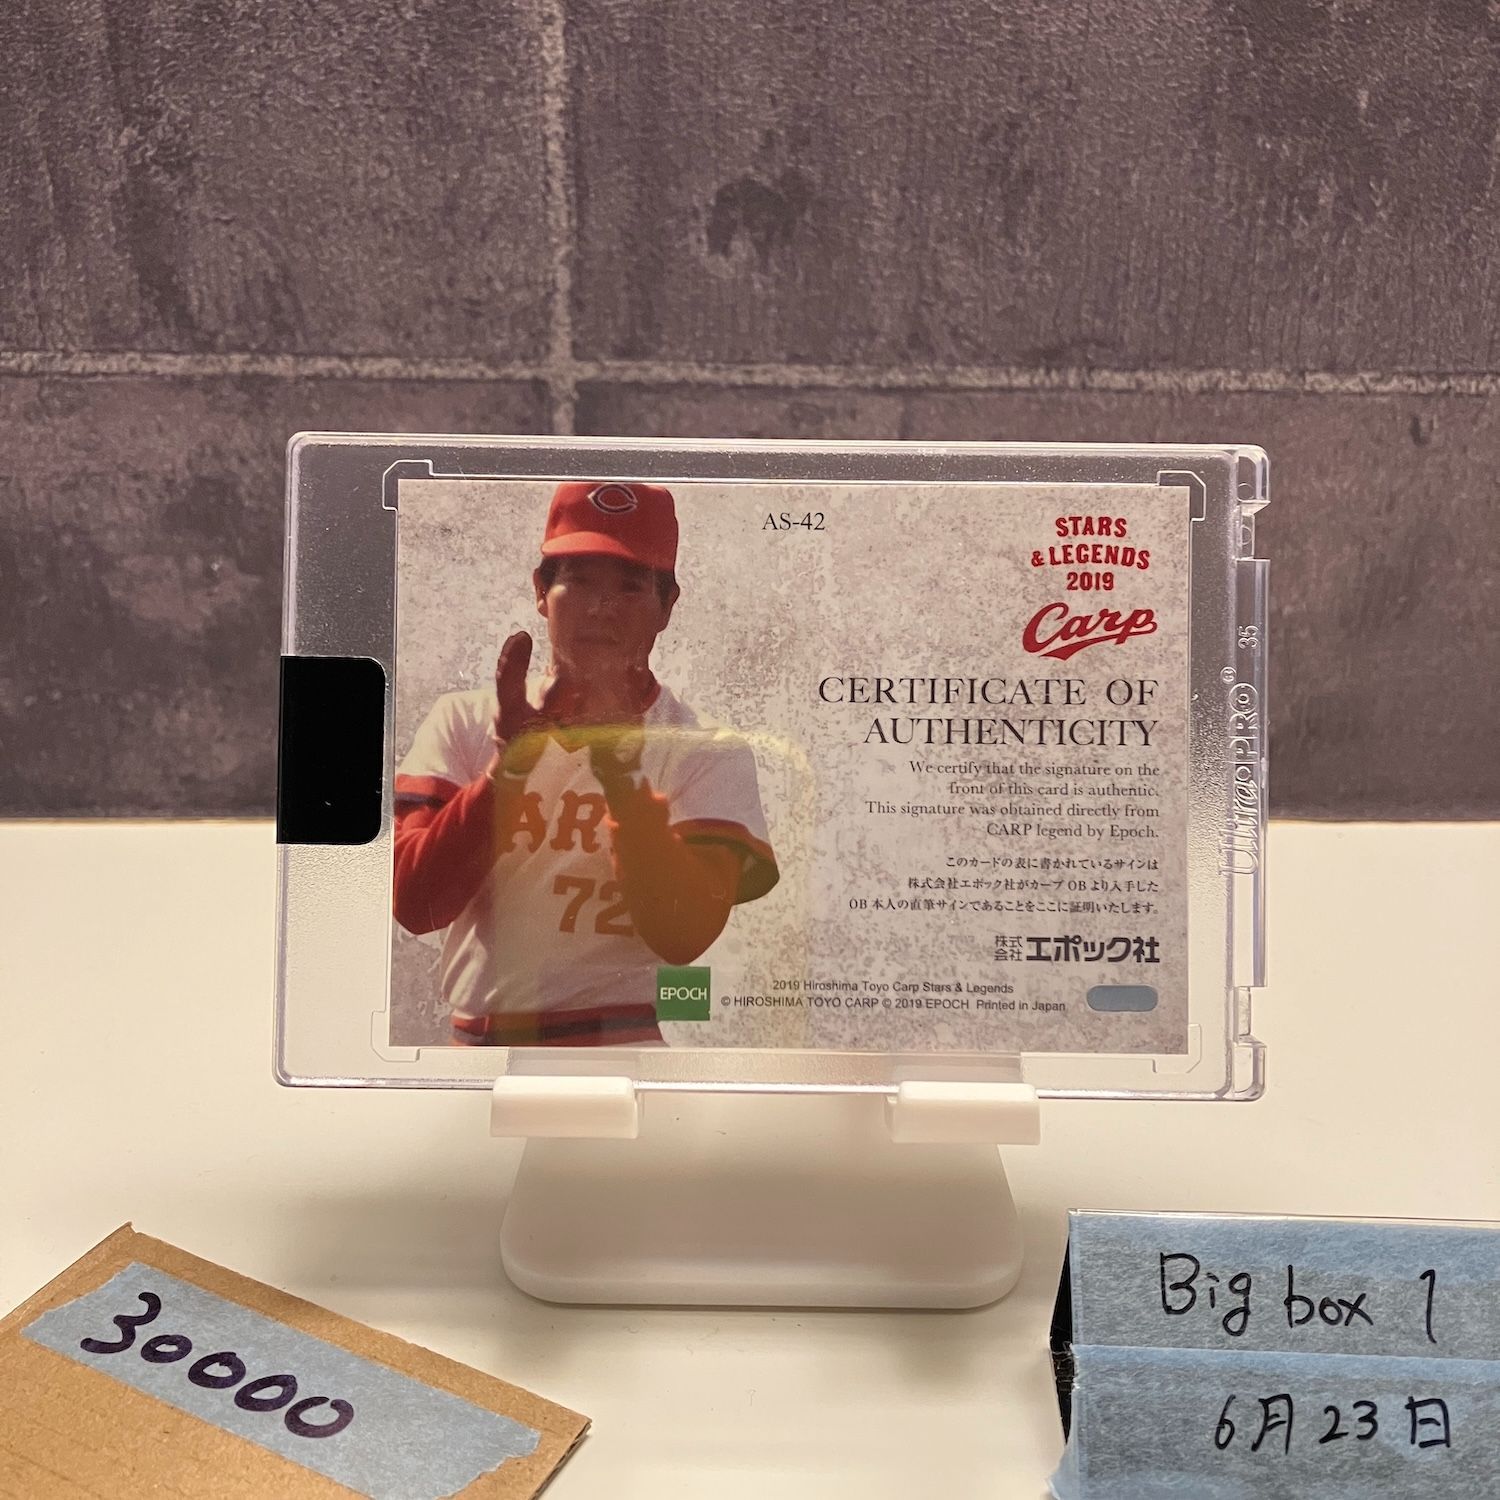 AS-42
STARS
& LEGENDS
2019
Carp
CERTIFICATE OF
AUTHENTICITY
We certify that the signature on the
front of this card is authentic.
This signature was obtained directly from
CARP legend by Epoch.
このカードの表に書かれているサインは
株式会社エポック社がカープ OB より入手した
OB 本人の直筆サインであることをここに証明いたします。
株式会社エポック社
EPOCH
2019 Hiroshima Toyo Carp Stars & Legends
© HIROSHIMA TOYO CARP © 2019 EPOCH Printed in Japan
C
ARP
72
Ultra PRO® 35
30000
Big box 1
6月23日